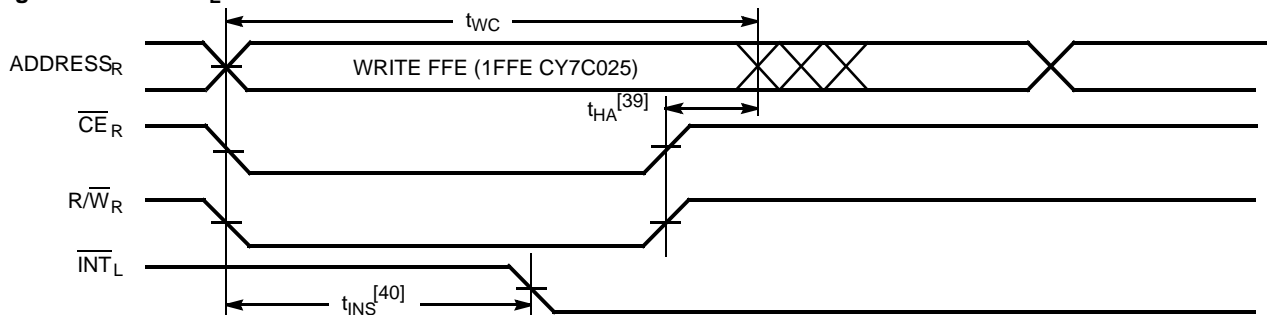 t_WC
ADDRESS_R
WRITE FFE (1FFE CY7C025)
t_HA[39]
CE_R
R/W_R
INT_L
t_INS[40]